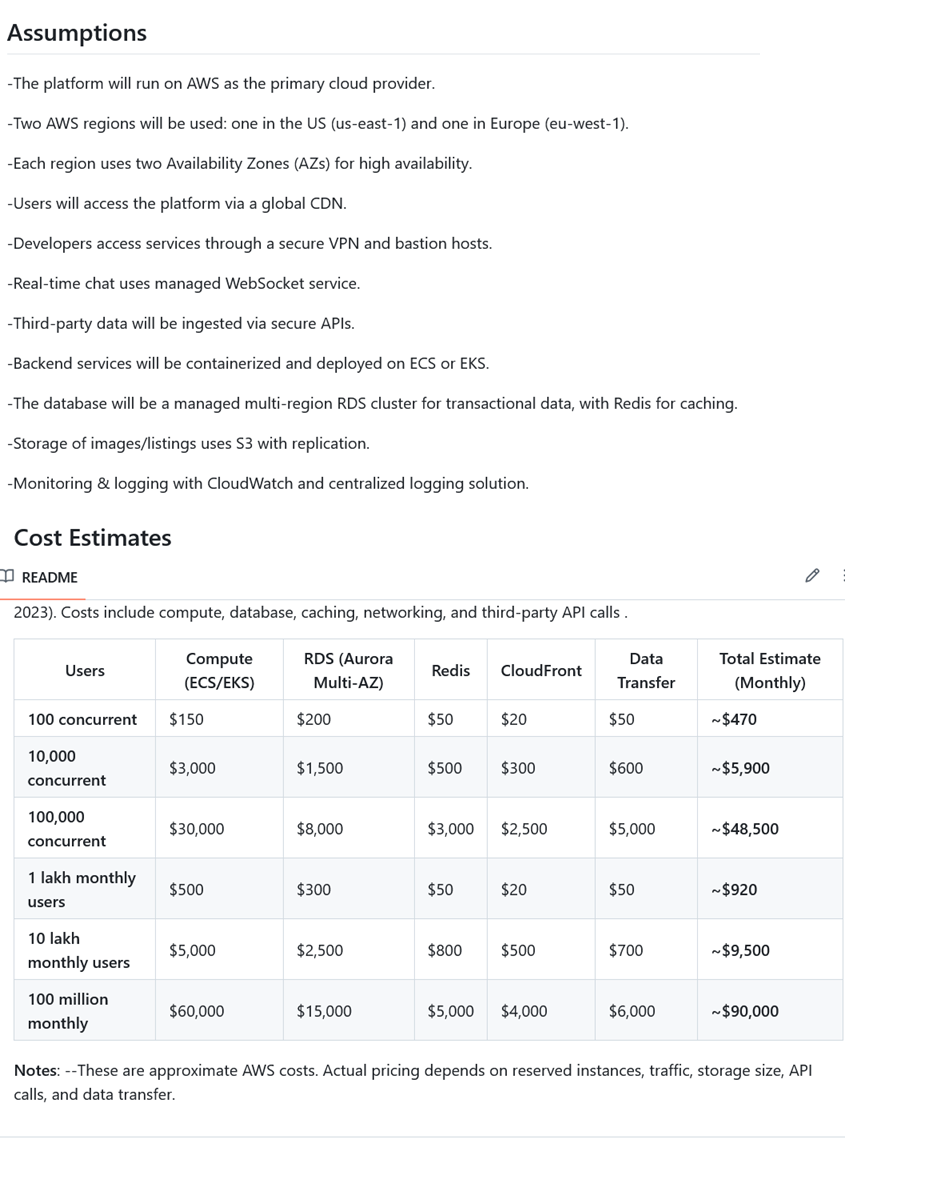 Assumptions
-The platform will run on AWS as the primary cloud provider.
-Two AWS regions will be used: one in the US (us-east-1) and one in Europe (eu-west-1).
-Each region uses two Availability Zones (AZs) for high availability.
-Users will access the platform via a global CDN.
-Developers access services through a secure VPN and bastion hosts.
-Real-time chat uses managed WebSocket service.
-Third-party data will be ingested via secure APIs.
-Backend services will be containerized and deployed on ECS or EKS.
-The database will be a managed multi-region RDS cluster for transactional data, with Redis for caching.
-Storage of images/listings uses S3 with replication.
-Monitoring & logging with CloudWatch and centralized logging solution.
Cost Estimates
README
2023). Costs include compute, database, caching, networking, and third-party API calls .
Users Compute (ECS/EKS) RDS (Aurora Multi-AZ) Redis CloudFront Data Transfer Total Estimate (Monthly)
100 concurrent $150 $200 $50 $20 $50 ~$470
10,000 concurrent $3,000 $1,500 $500 $300 $600 ~$5,900
100,000 concurrent $30,000 $8,000 $3,000 $2,500 $5,000 ~$48,500
1 lakh monthly users $500 $300 $50 $20 $50 ~$920
10 lakh monthly users $5,000 $2,500 $800 $500 $700 ~$9,500
100 million monthly $60,000 $15,000 $5,000 $4,000 $6,000 ~$90,000
Notes: --These are approximate AWS costs. Actual pricing depends on reserved instances, traffic, storage size, API
calls, and data transfer.